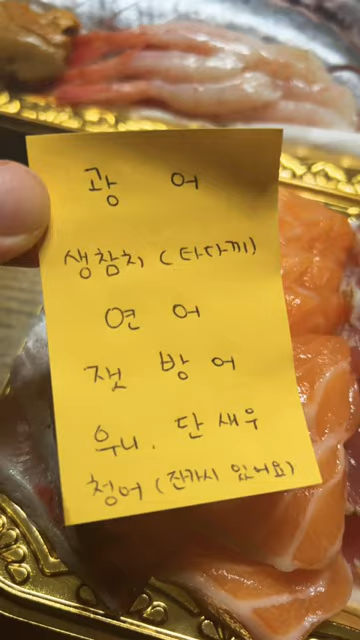 광 어
생참치 (타다끼)
연 어
잿 방 어
우니. 단 새우
청어 (잔카시 있어요)